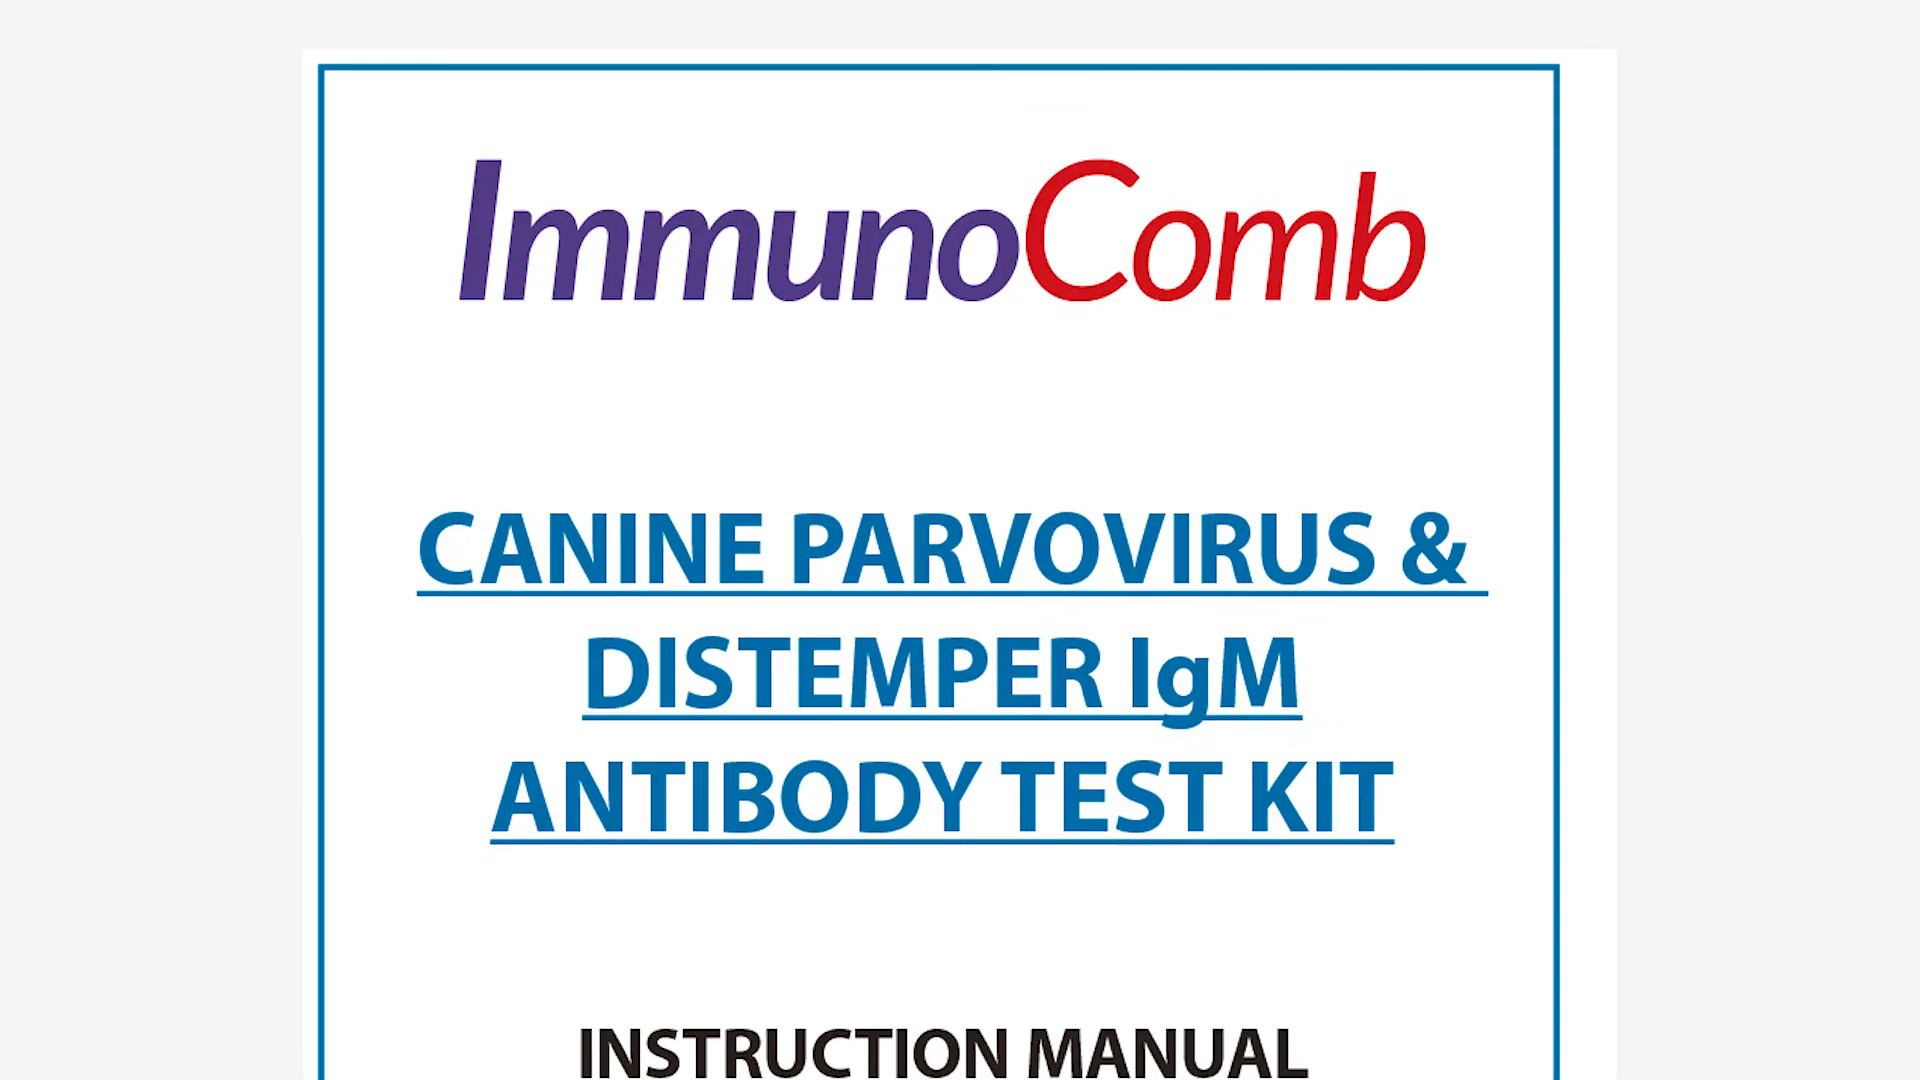 ImmunoComb
CANINE PARVOVIRUS &
DISTEMPER IgM
ANTIBODY TEST KIT
INSTRUCTION MANUAL